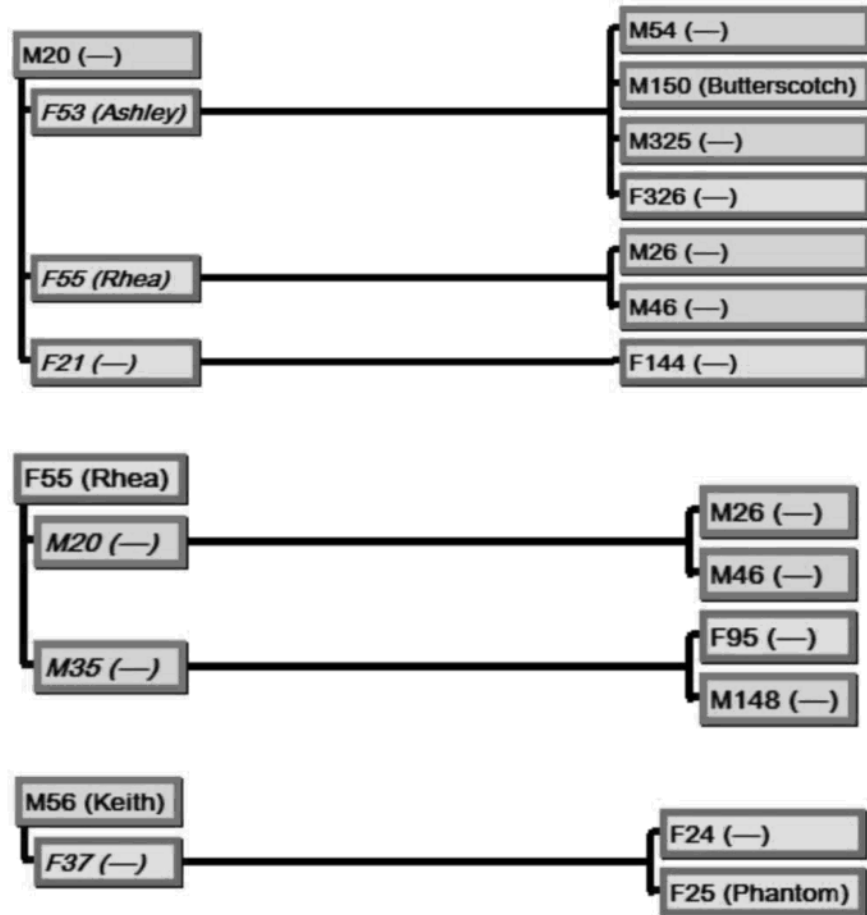 M20 (—)
F53 (Ashley)
M54 (—)
M150 (Butterscotch)
M325 (—)
F326 (—)
F55 (Rhea)
M26 (—)
M46 (—)
F21 (—)
F144 (—)
F55 (Rhea)
M20 (—)
M26 (—)
M46 (—)
M35 (—)
F95 (—)
M148 (—)
M56 (Keith)
F37 (—)
F24 (—)
F25 (Phantom)